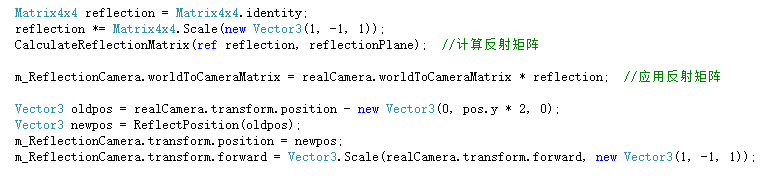 Matrix4x4 reflection = Matrix4x4.identity;
reflection *= Matrix4x4.Scale(new Vector3(1, -1, 1));
CalculateReflectionMatrix(ref reflection, reflectionPlane);  //计算反射矩阵
m_ReflectionCamera.worldToCameraMatrix = realCamera.worldToCameraMatrix * reflection;  //应用反射矩阵
Vector3 oldpos = realCamera.transform.position - new Vector3(0, pos.y * 2, 0);
Vector3 newpos = ReflectPosition(oldpos);
m_ReflectionCamera.transform.position = newpos;
m_ReflectionCamera.transform.forward = Vector3.Scale(realCamera.transform.forward, new Vector3(1, -1, 1));